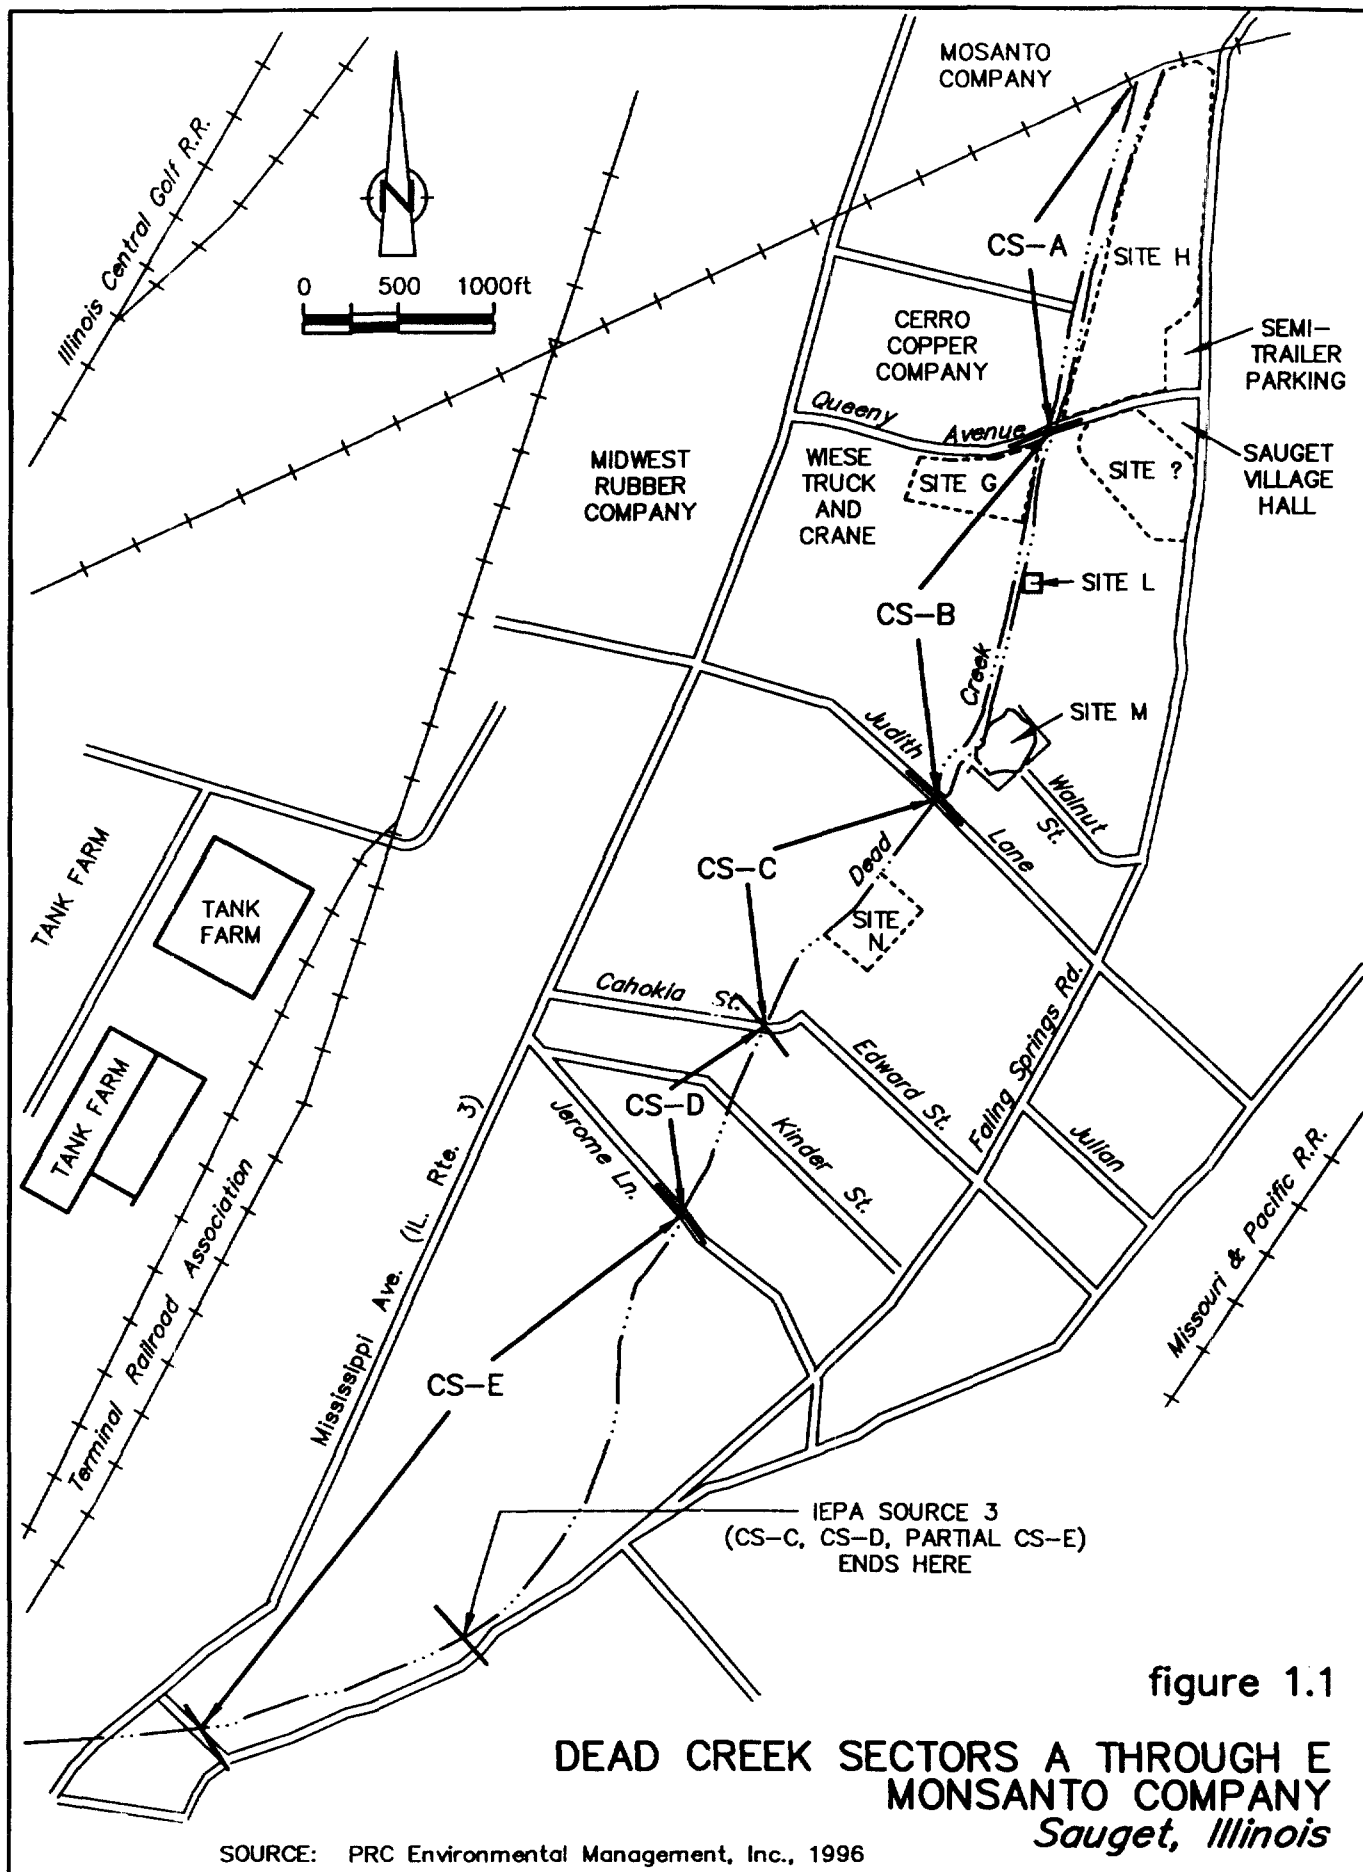 MOSANTO
COMPANY
Illinois Central Golf R.R.
N
0 500 1000ft
CS-A
SITE H
CERRO
COPPER
COMPANY
SEMI-
TRAILER
PARKING
Queeny Avenue
MIDWEST
RUBBER
COMPANY
WIESE
TRUCK
AND
CRANE
SITE G
SITE ?
SAUGET
VILLAGE
HALL
SITE L
CS-B
Creek
SITE M
Judith Lane
Walnut
St.
TANK FARM
TANK
FARM
CS-C
Dead
SITE
N
Cahokia St.
Falling Springs Rd.
Edward St.
TANK FARM
CS-D
Jerome Ln.
Kinder St.
Julian
Missouri & Pacific R.R.
Terminal Railroad Association
Mississippi Ave. (IL. Rte. 3)
CS-E
IEPA SOURCE 3
(CS-C, CS-D, PARTIAL CS-E)
ENDS HERE
figure 1.1
DEAD CREEK SECTORS A THROUGH E
MONSANTO COMPANY
Sauget, Illinois
SOURCE: PRC Environmental Management, Inc., 1996